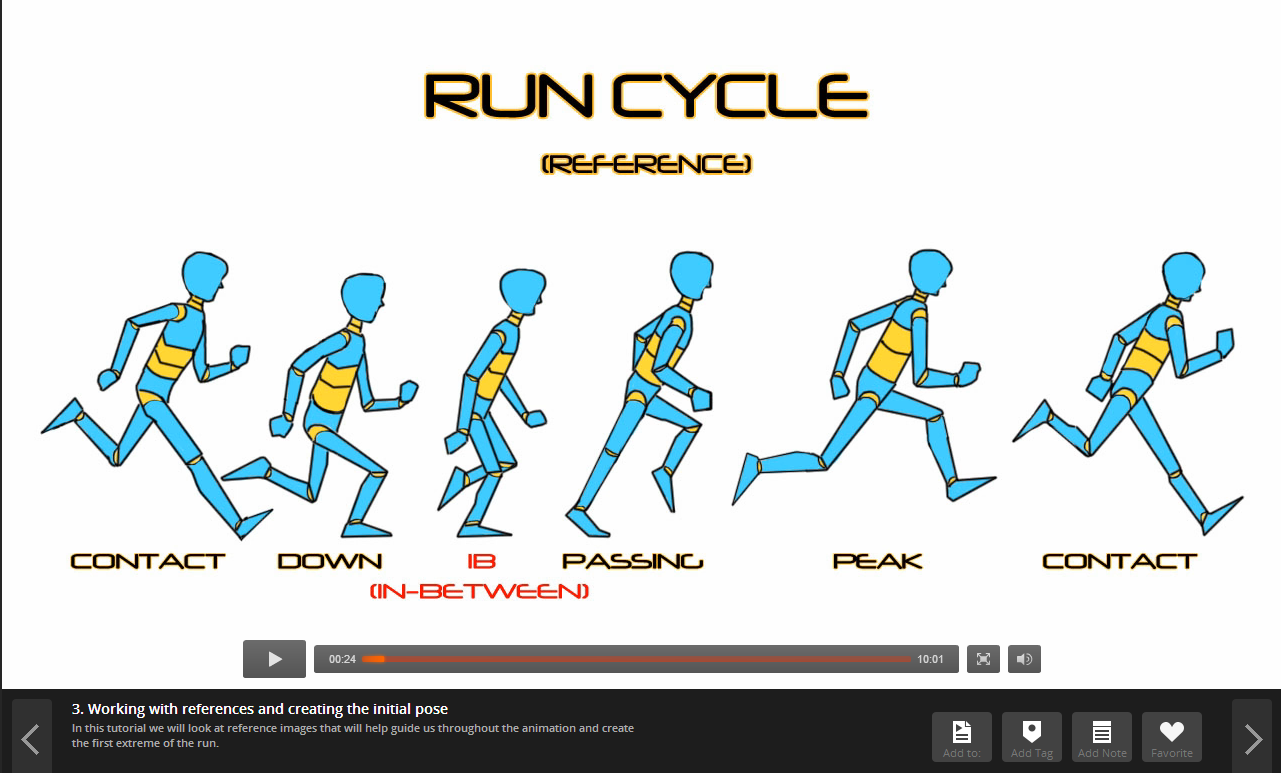 RUN CYCLE
(REFERENCE)
CONTACT DOWN IB PASSING PEAK CONTACT
(IN-BETWEEN)
00:24 10:01
3. Working with references and creating the initial pose
In this tutorial we will look at reference images that will help guide us throughout the animation and create
the first extreme of the run.
Add to: Add Tag Add Note Favorite